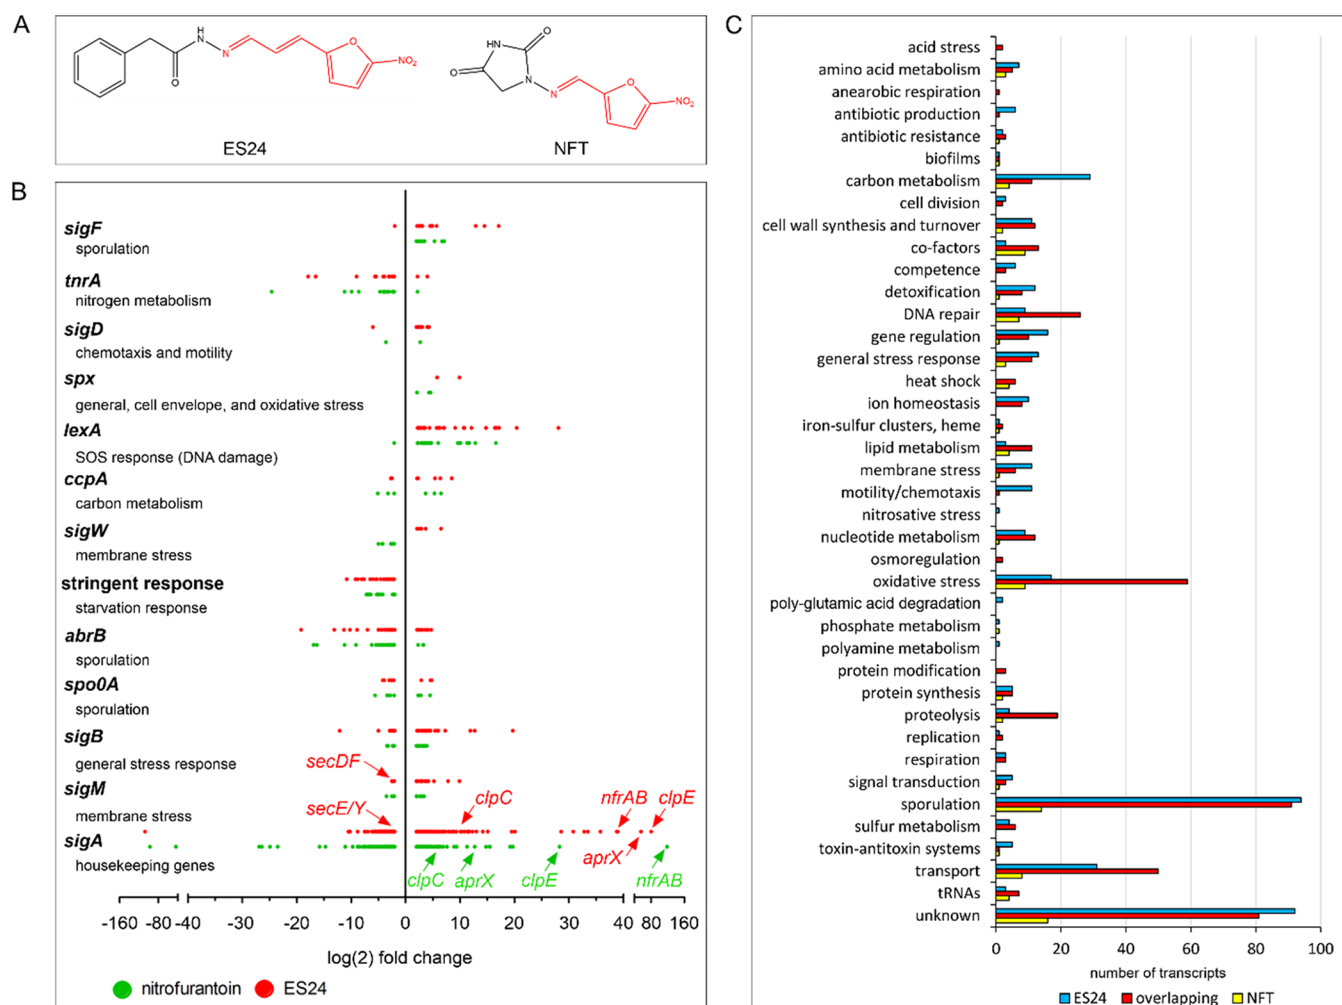 A
H
N
N
O
O
NO₂
ES24
O
HN
O
N
N
O
NO₂
NFT
B
sigF
sporulation
tnrA
nitrogen metabolism
sigD
chemotaxis and motility
spx
general, cell envelope, and oxidative stress
lexA
SOS response (DNA damage)
ccpA
carbon metabolism
sigW
membrane stress
stringent response
starvation response
abrB
sporulation
spo0A
sporulation
sigB
general stress response
secDF
sigM
membrane stress
secE/Y
clpC
nfrAB
clpE
sigA
housekeeping genes
aprX
clpC
aprX
clpE
nfrAB
-160 -80 -40 -30 -20 -10 0 10 20 30 40 80 160
log(2) fold change
nitrofurantoin ES24
C
acid stress
amino acid metabolism
anearobic respiration
antibiotic production
antibiotic resistance
biofilms
carbon metabolism
cell division
cell wall synthesis and turnover
co-factors
competence
detoxification
DNA repair
gene regulation
general stress response
heat shock
ion homeostasis
iron-sulfur clusters, heme
lipid metabolism
membrane stress
motility/chemotaxis
nitrosative stress
nucleotide metabolism
osmoregulation
oxidative stress
poly-glutamic acid degradation
phosphate metabolism
polyamine metabolism
protein modification
protein synthesis
proteolysis
replication
respiration
signal transduction
sporulation
sulfur metabolism
toxin-antitoxin systems
transport
tRNAs
unknown
0 20 40 60 80 100
number of transcripts
ES24 overlapping NFT